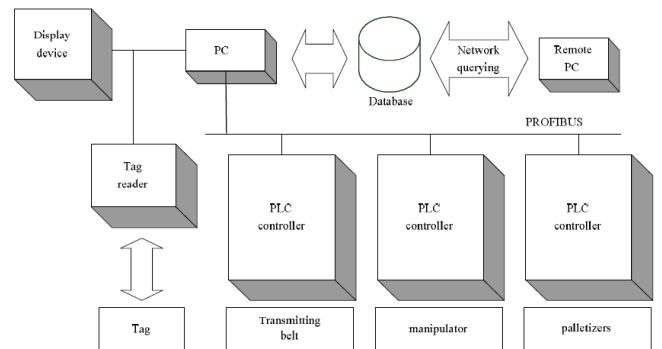 Display
device
PC
Database
Network
querying
Remote
PC
PROFIBUS
Tag
reader
PLC
controller
PLC
controller
PLC
controller
Tag
Transmitting
belt
manipulator
palletizers